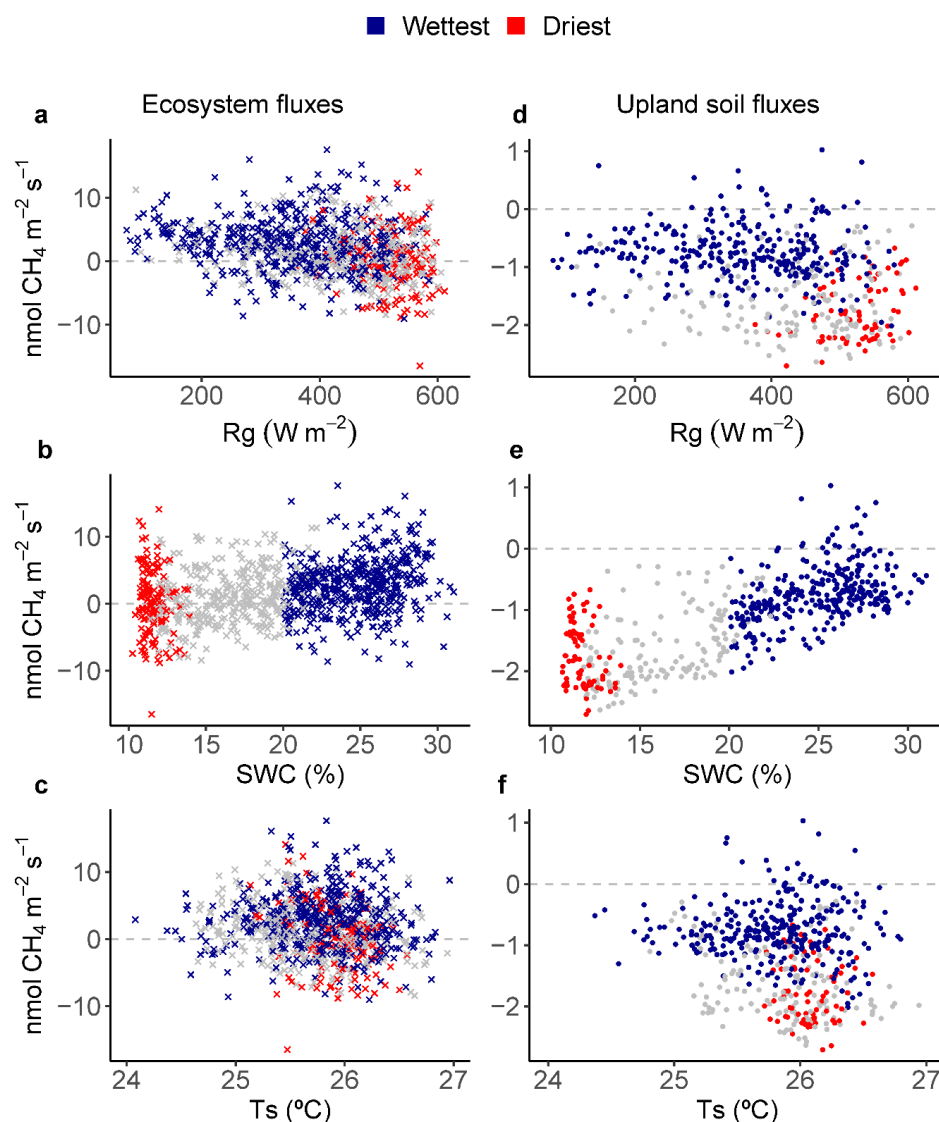 Wettest Driest
Ecosystem fluxes Upland soil fluxes
a
nmol CH₄ m⁻² s⁻¹
10
0
−10
200 400 600
Rg (W m⁻²)
d
1
0
−1
−2
200 400 600
Rg (W m⁻²)
b
nmol CH₄ m⁻² s⁻¹
10
0
−10
10 15 20 25 30
SWC (%)
e
1
0
−1
−2
10 15 20 25 30
SWC (%)
c
nmol CH₄ m⁻² s⁻¹
10
0
−10
24 25 26 27
Ts (ºC)
f
1
0
−1
−2
24 25 26 27
Ts (ºC)